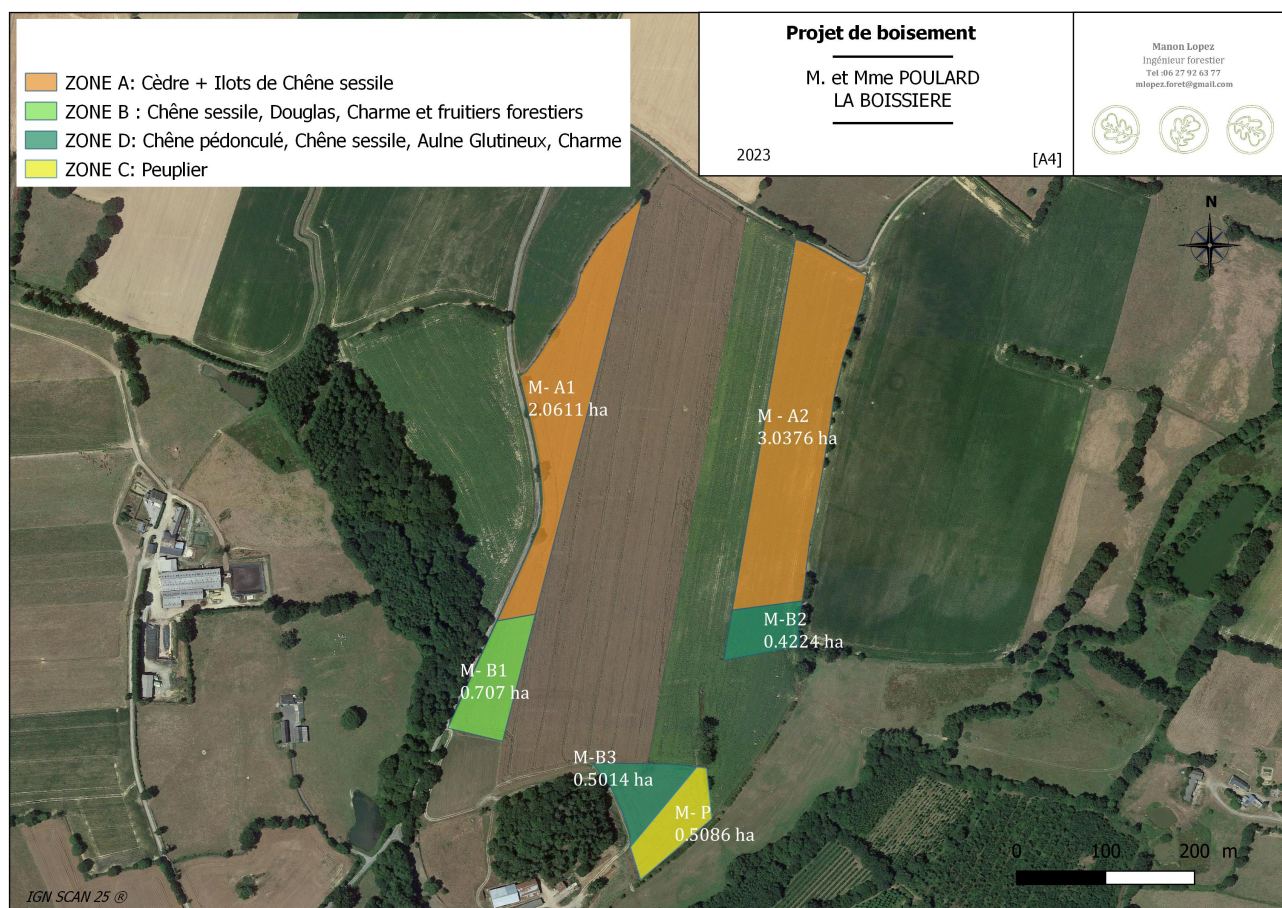 ZONE A: Cèdre + Ilots de Chêne sessile
ZONE B : Chêne sessile, Douglas, Charme et fruitiers forestiers
ZONE D: Chêne pédonculé, Chêne sessile, Aulne Glutineux, Charme
ZONE C: Peuplier
Projet de boisement
M. et Mme POULARD
LA BOISSIERE
2023
[A4]
Manon Lopez
Ingénieur forestier
Tel :06 27 92 63 77
mlopez.foret@gmail.com
N
M- A1
2.0611 ha
M - A2
3.0376 ha
M-B2
0.4224 ha
M- B1
0.707 ha
M-B3
0.5014 ha
M- P
0.5086 ha
0 100 200 m
IGN SCAN 25 ®